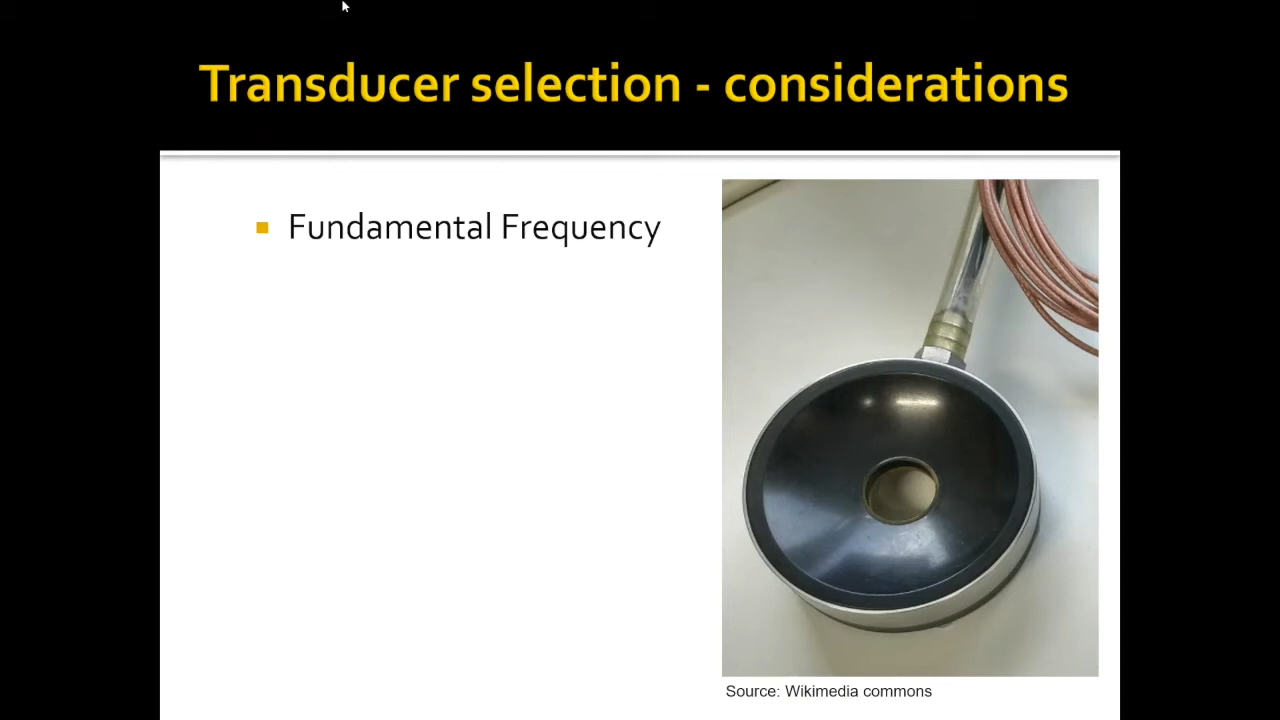 Transducer selection - considerations
Fundamental Frequency
Source: Wikimedia commons